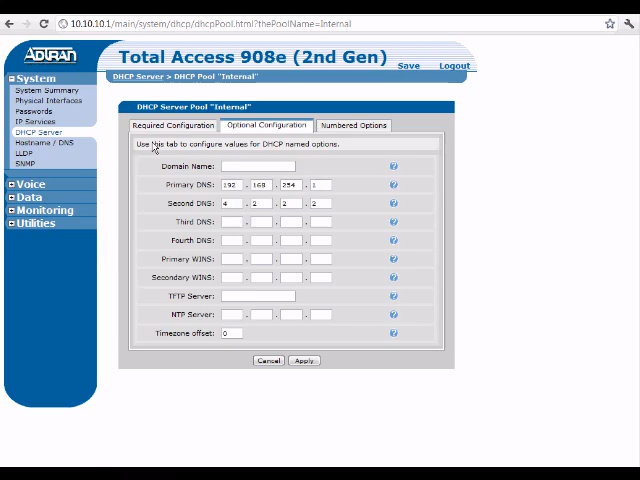 10.10.10.1/main/system/dhcp/dhcpPool.html?thePoolName=Internal
ADTRAN
Total Access 908e (2nd Gen)
Save
Logout
DHCP Server > DHCP Pool "Internal"
System
System Summary
Physical Interfaces
Passwords
IP Services
DHCP Server
Hostname / DNS
LLDP
SNMP
Voice
Data
Monitoring
Utilities
DHCP Server Pool "Internal"
Required Configuration
Optional Configuration
Numbered Options
Use this tab to configure values for DHCP named options.
Domain Name:
Primary DNS: 192 . 168 . 254 . 1
Second DNS: 4 . 2 . 2 . 2
Third DNS: . . .
Fourth DNS: . . .
Primary WINS: . . .
Secondary WINS: . . .
TFTP Server:
NTP Server: . . .
Timezone offset: 0
Cancel
Apply